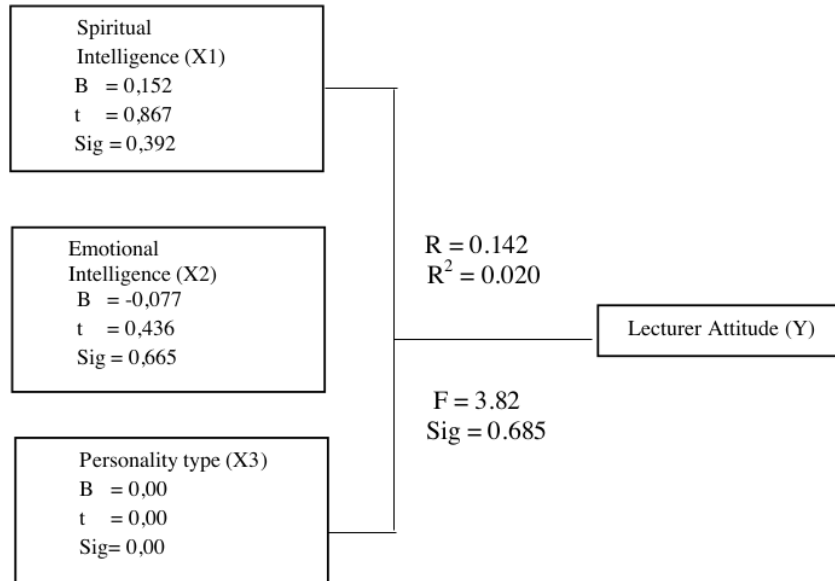 Spiritual
Intelligence (X1)
B = 0,152
t = 0,867
Sig = 0,392
Emotional
Intelligence (X2)
B = -0,077
t = 0,436
Sig = 0,665
Personality type (X3)
B = 0,00
t = 0,00
Sig= 0,00
R = 0.142
R² = 0.020
F = 3.82
Sig = 0.685
Lecturer Attitude (Y)